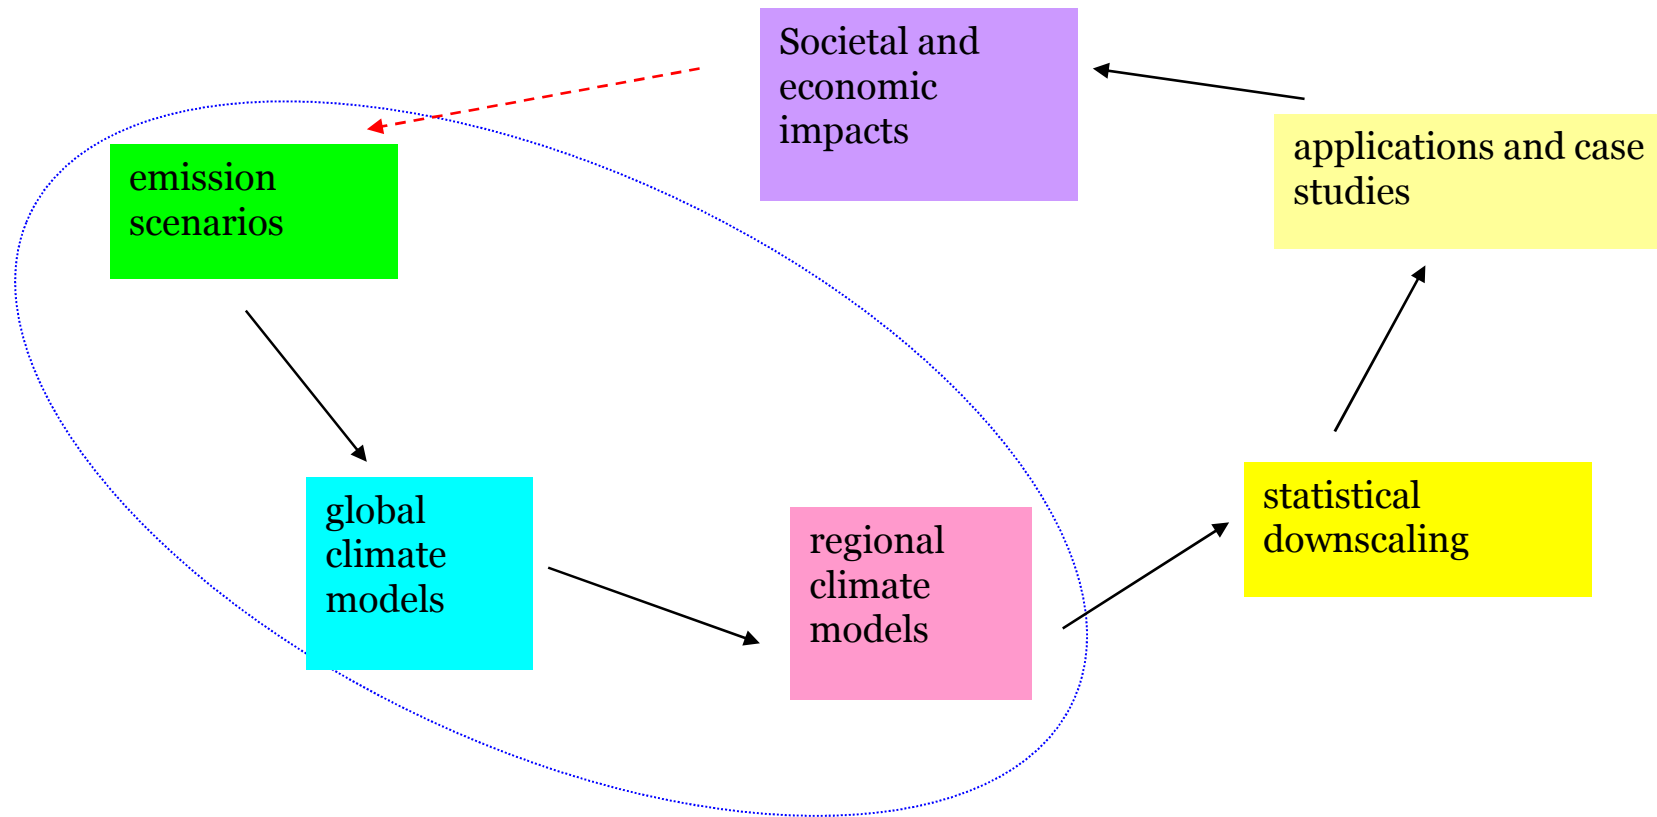 Societal and
economic
impacts
applications and case
studies
emission
scenarios
global
climate
models
regional
climate
models
statistical
downscaling